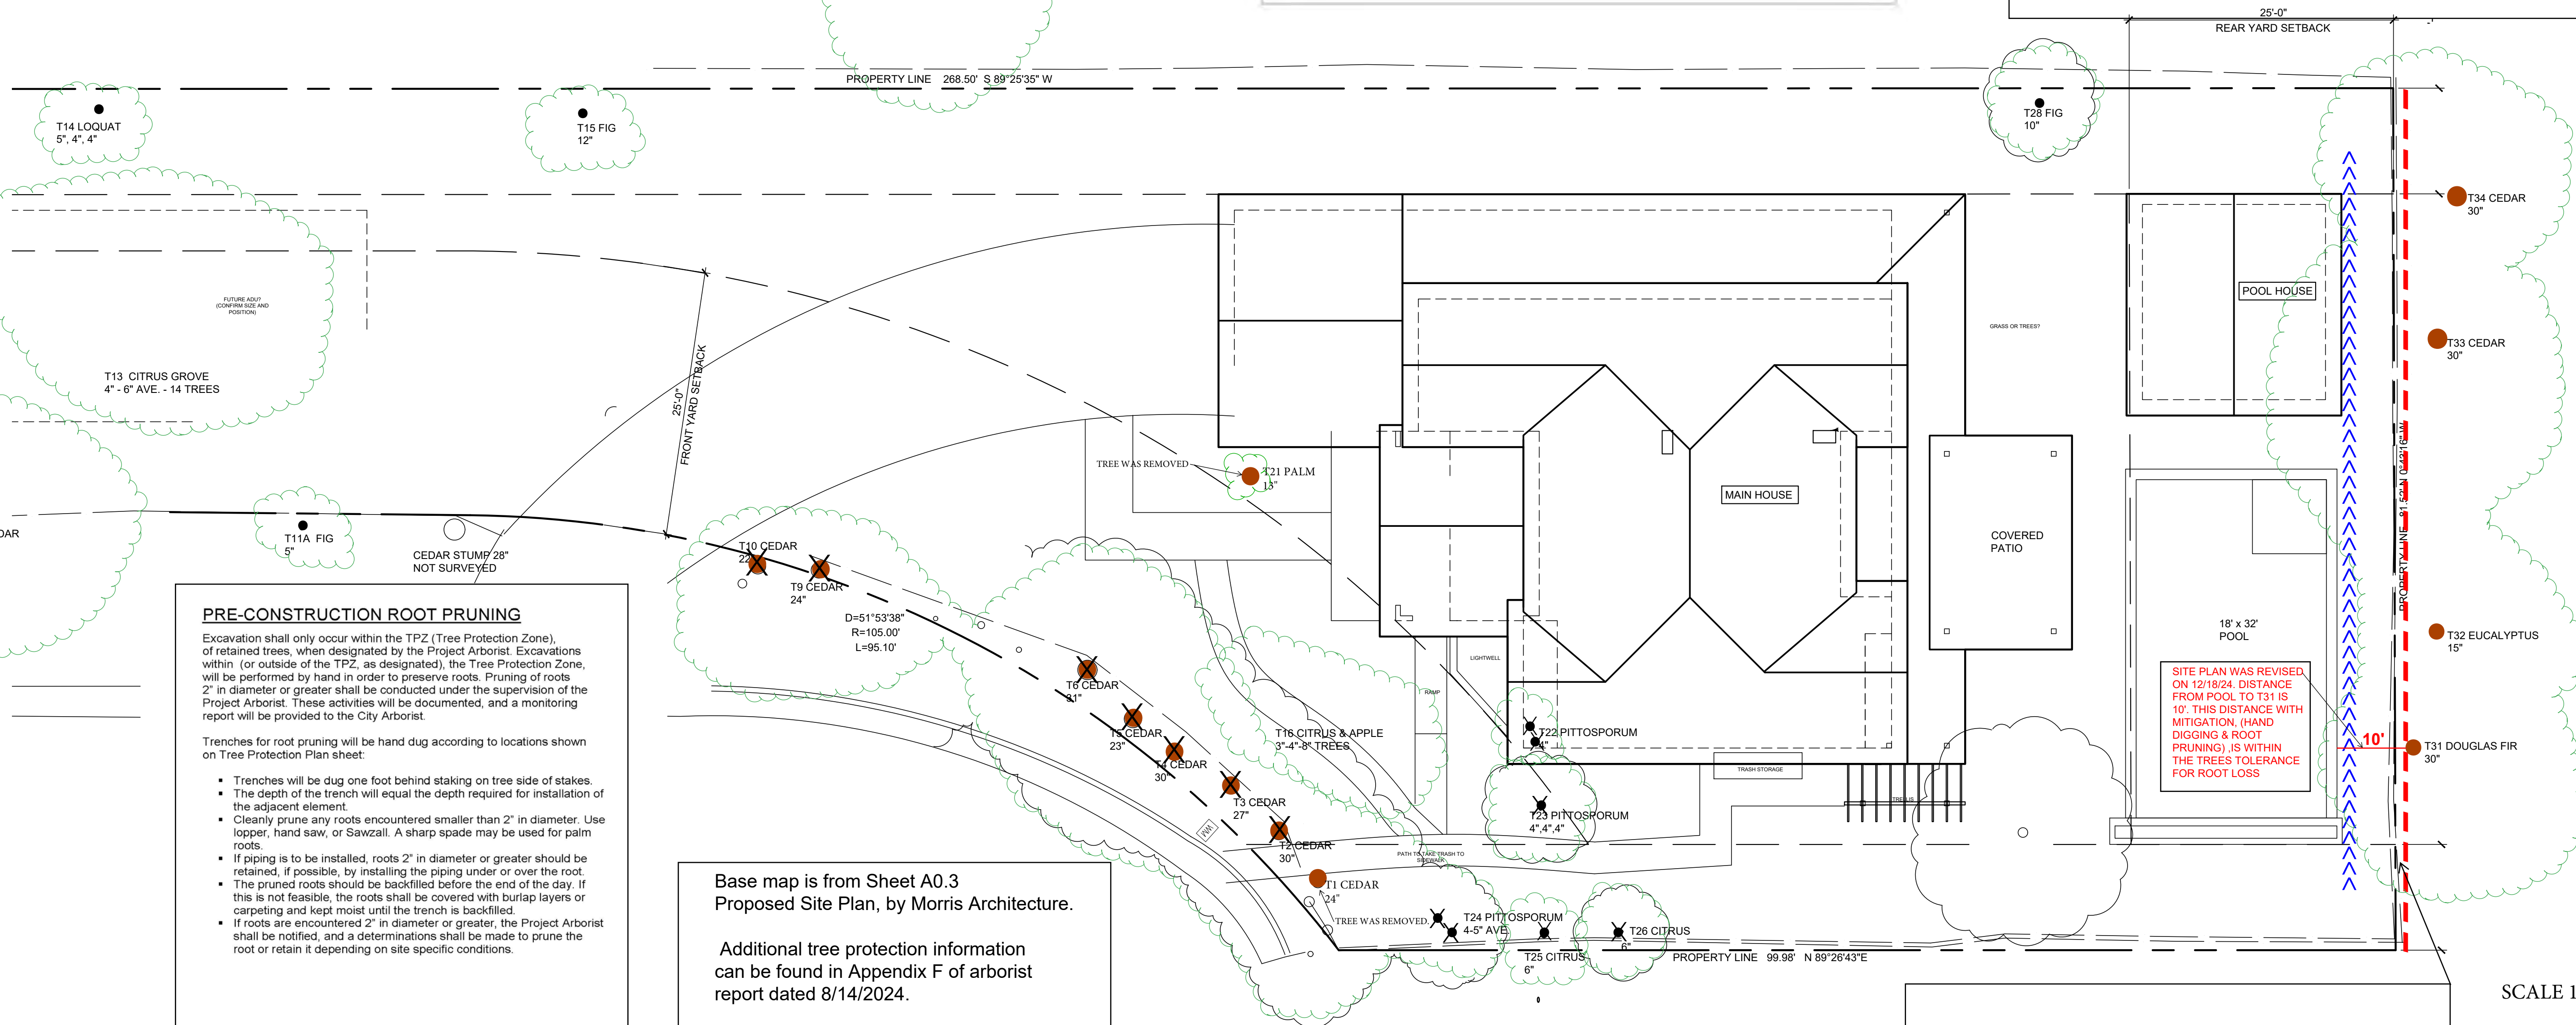 25'-0"
REAR YARD SETBACK
PROPERTY LINE 268.50' S 89°25'35" W
T14 LOQUAT
5", 4", 4"
T15 FIG
12"
T28 FIG
10"
T34 CEDAR
30"
FUTURE ADU?
(CONFIRM SIZE AND
POSITION)
POOL HOUSE
GRASS OR TREES?
T33 CEDAR
30"
T13 CITRUS GROVE
4" - 6" AVE. - 14 TREES
25'-0"
FRONT YARD SETBACK
TREE WAS REMOVED
T21 PALM
13"
MAIN HOUSE
PROPERTY LINE 81.52' N 0°43'16" W
DAR
T11A FIG
5"
CEDAR STUMP 28"
NOT SURVEYED
T10 CEDAR
22"
T9 CEDAR
24"
COVERED
PATIO
D=51°53'38"
R=105.00'
L=95.10'
18' x 32'
POOL
T32 EUCALYPTUS
15"
LIGHTWELL
RAMP
T6 CEDAR
31"
T5 CEDAR
23"
T4 CEDAR
30"
T3 CEDAR
27"
T2 CEDAR
30"
WM
T16 CITRUS & APPLE
3"-4"-8" TREES
T22 PITTOSPORUM
4"
TRASH STORAGE
TRELLIS
T23 PITTOSPORUM
4",4",4"
SITE PLAN WAS REVISED
ON 12/18/24. DISTANCE
FROM POOL TO T31 IS
10'. THIS DISTANCE WITH
MITIGATION, (HAND
DIGGING & ROOT
PRUNING) ,IS WITHIN
THE TREES TOLERANCE
FOR ROOT LOSS
10'
T31 DOUGLAS FIR
30"
PATH TO TAKE TRASH TO
SIDEWALK
T1 CEDAR
24"
TREE WAS REMOVED.
T24 PITTOSPORUM
4-5" AVE.
T25 CITRUS
6"
T26 CITRUS
6"
PROPERTY LINE 99.98' N 89°26'43"E
0
SCALE 1
PRE-CONSTRUCTION ROOT PRUNING
Excavation shall only occur within the TPZ (Tree Protection Zone),
of retained trees, when designated by the Project Arborist. Excavations
within (or outside of the TPZ, as designated), the Tree Protection Zone,
will be performed by hand in order to preserve roots. Pruning of roots
2" in diameter or greater shall be conducted under the supervision of the
Project Arborist. These activities will be documented, and a monitoring
report will be provided to the City Arborist.
Trenches for root pruning will be hand dug according to locations shown
on Tree Protection Plan sheet:
▪ Trenches will be dug one foot behind staking on tree side of stakes.
▪ The depth of the trench will equal the depth required for installation of
the adjacent element.
▪ Cleanly prune any roots encountered smaller than 2" in diameter. Use
lopper, hand saw, or Sawzall. A sharp spade may be used for palm
roots.
▪ If piping is to be installed, roots 2" in diameter or greater should be
retained, if possible, by installing the piping under or over the root.
▪ The pruned roots should be backfilled before the end of the day. If
this is not feasible, the roots shall be covered with burlap layers or
carpeting and kept moist until the trench is backfilled.
▪ If roots are encountered 2" in diameter or greater, the Project Arborist
shall be notified, and a determinations shall be made to prune the
root or retain it depending on site specific conditions.
Base map is from Sheet A0.3
Proposed Site Plan, by Morris Architecture.
Additional tree protection information
can be found in Appendix F of arborist
report dated 8/14/2024.